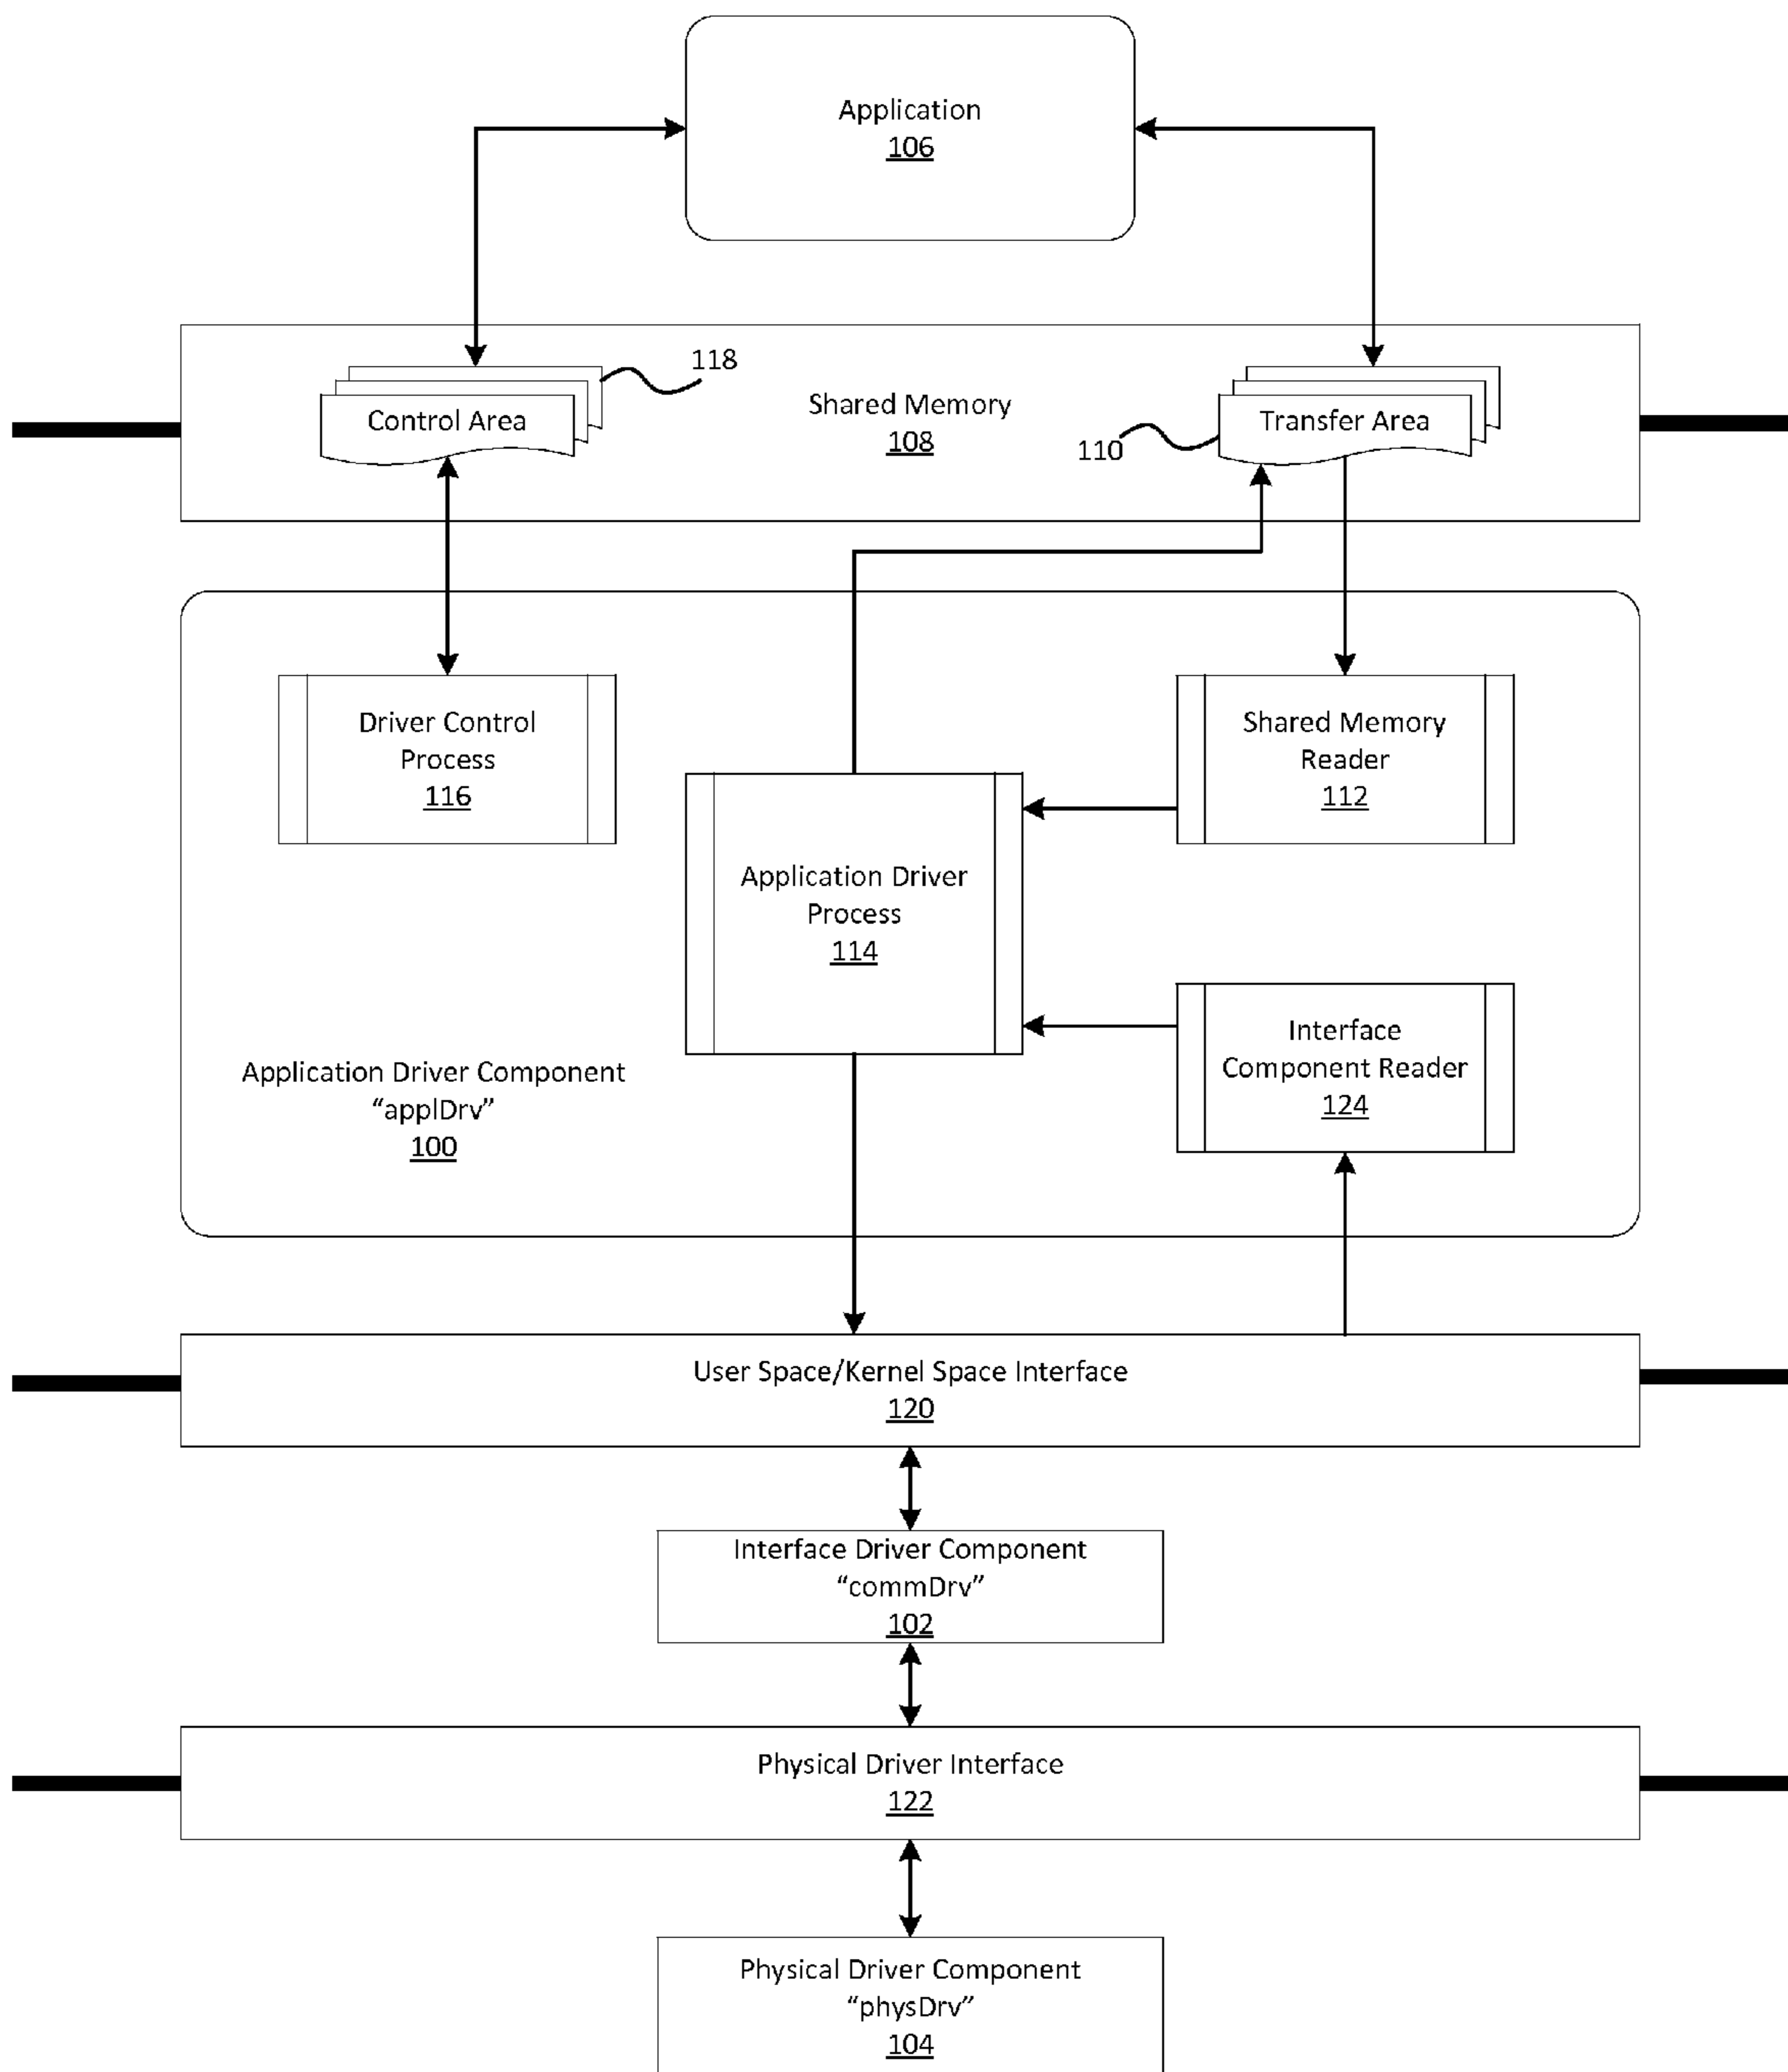 Application
106
118
Control Area
Shared Memory
108
110
Transfer Area
Driver Control
Process
116
Shared Memory
Reader
112
Application Driver
Process
114
Interface
Component Reader
124
Application Driver Component
“applDrv”
100
User Space/Kernel Space Interface
120
Interface Driver Component
“commDrv”
102
Physical Driver Interface
122
Physical Driver Component
“physDrv”
104